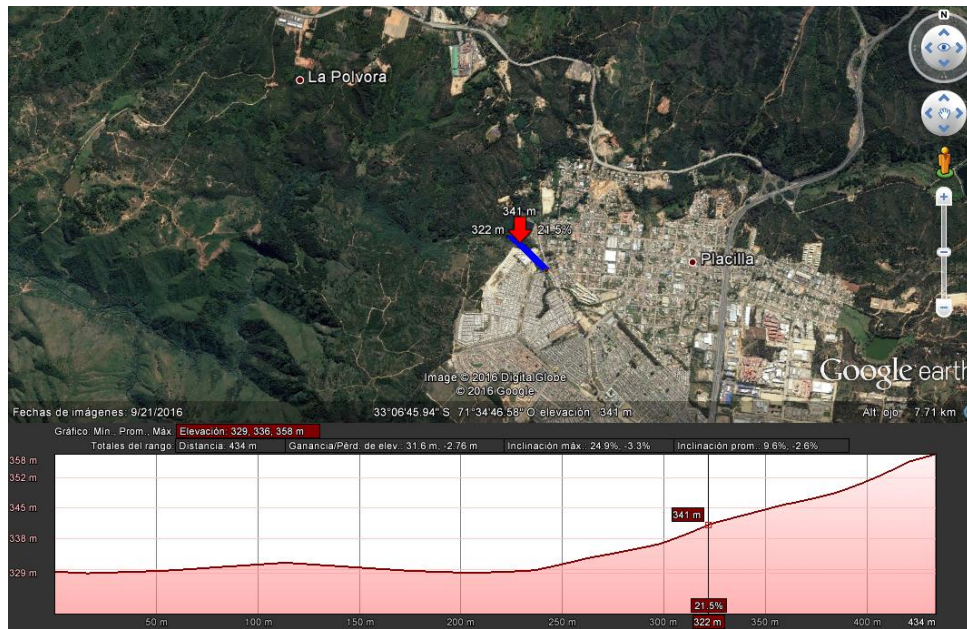 N
La Polvora
341 m
322 m 21.5%
Placilla
Google earth
Image © 2016 DigitalGlobe
© 2016 Google
Fechas de imágenes: 9/21/2016 33°06'45.94" S 71°34'46.58" O elevación: 341 m Alt. ojo: 7.71 km
Gráfico: Mín., Prom., Máx. Elevación: 329, 336, 358 m
Totales del rango: Distancia: 434 m Ganancia/Pérd. de elev.: 31.6 m, -2.76 m Inclinación máx.: 24.9%, -3.3% Inclinación prom.: 9.6%, -2.6%
358 m
352 m
345 m
341 m
338 m
329 m
21.5%
50 m 100 m 150 m 200 m 250 m 300 m 322 m 350 m 400 m 434 m